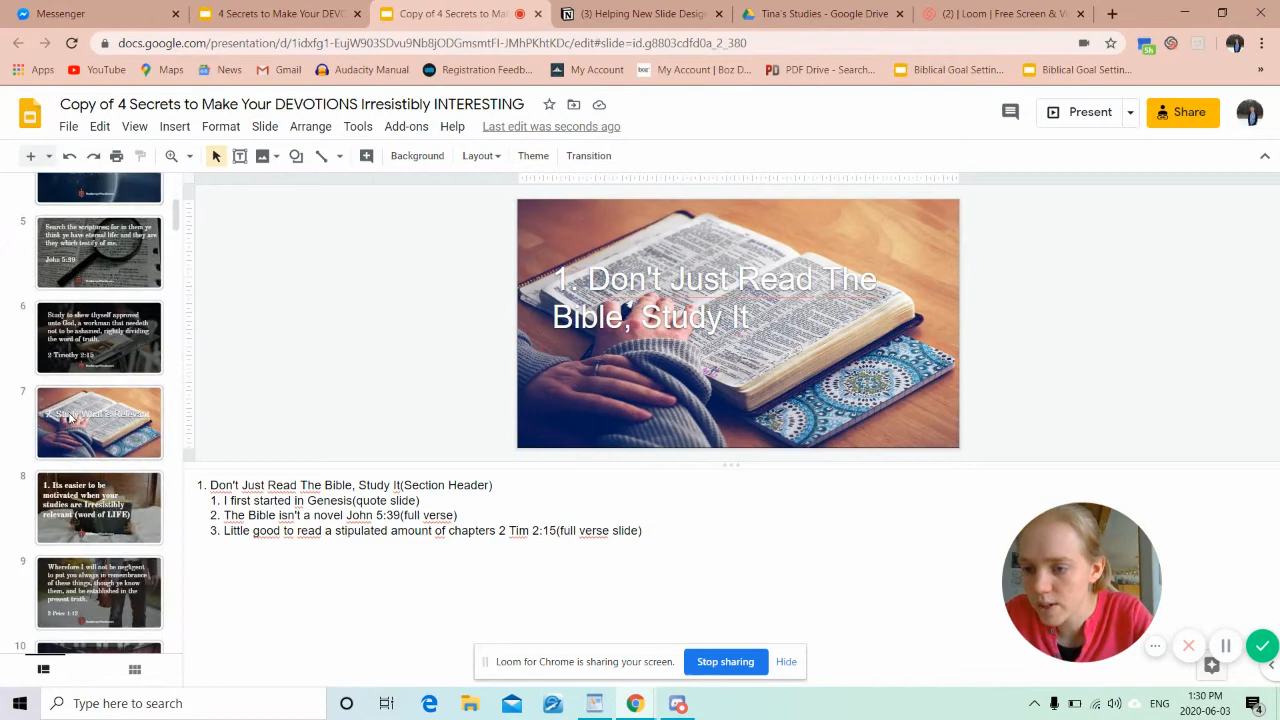 4 Secrets to Make Your DEVO
Copy of 4 Secrets to Mak
(3) Helping New Slide Design
Tina's Studies - Google Drive
(2) Loom | Free Screen & V
docs.google.com/presentation/d/1idxfg1-EujW903SDvu9Nb8jODGmsmtFI-JMhPKhtKDc/edit#slide=id.g8803cdfd0a_2_380
Apps
YouTube
Maps
News
Gmail
Audacity Manual
Registration Feedb...
My Account
My Account | Boz D...
PDF Drive - Search...
Biblical Goal Settin...
Biblical Goal Settin...
»
Copy of 4 Secrets to Make Your DEVOTIONS Irresistibly INTERESTING
File Edit View Insert Format Slide Arrange Tools Add-ons Help Last edit was seconds ago
Present
Share
Background Layout Theme Transition
5
Search the scriptures; for in them ye
think ye have eternal life: and they are
they which testify of me.
John 5:39
6
Study to shew thyself approved
unto God, a workman that needeth
not to be ashamed, rightly dividing
the word of truth.
2 Timothy 2:15
7
2. Study What is Relevant
8
1. Its easier to be
motivated when your
studies are Irresistibly
relevant (word of LIFE)
9
Wherefore I will not be negligent
to put you always in remembrance
of these things, though ye know
them, and be established in the
present truth.
2 Peter 1:12
10
1. Don't Just Read The
Bible, Study It
1. Don't Just Read The Bible, Study It(Section Header)
1. I first started in Genesis(quote slide)
2. The Bible isn't a novel John 5:39(full verse)
3. Little good to read a stipulated amount of chapters 2 Tim 2:15(full verse slide)
Loom for Chrome is sharing your screen.
Stop sharing
Hide
Type here to search
ENG
1:30 PM
2020-06-03
4